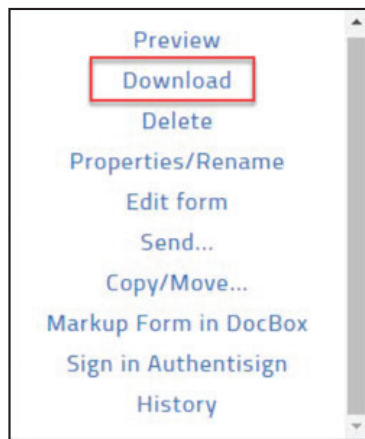 Preview
Download
Delete
Properties/Rename
Edit form
Send...
Copy/Move...
Markup Form in DocBox
Sign in Authentisign
History